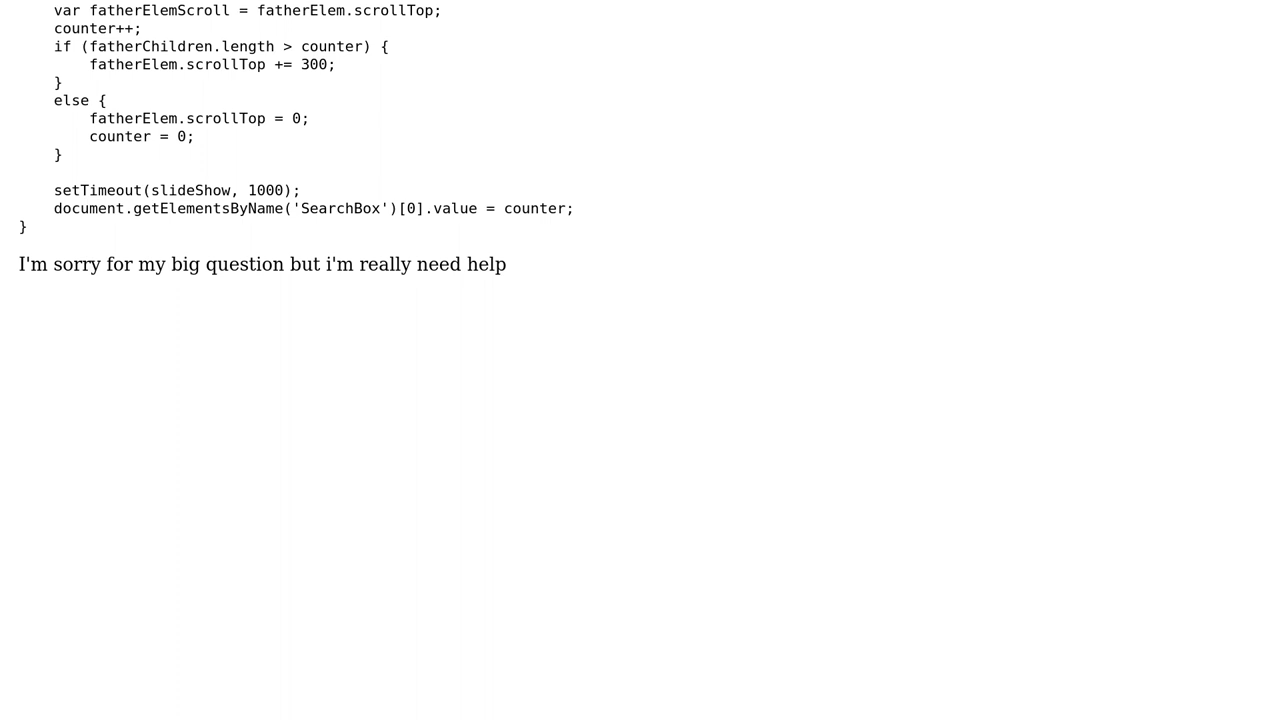 var fatherElemScroll = fatherElem.scrollTop;
counter++;
if (fatherChildren.length > counter) {
fatherElem.scrollTop += 300;
}
else {
fatherElem.scrollTop = 0;
counter = 0;
}
setTimeout(slideShow, 1000);
document.getElementsByName('SearchBox')[0].value = counter;
}
I'm sorry for my big question but i'm really need help